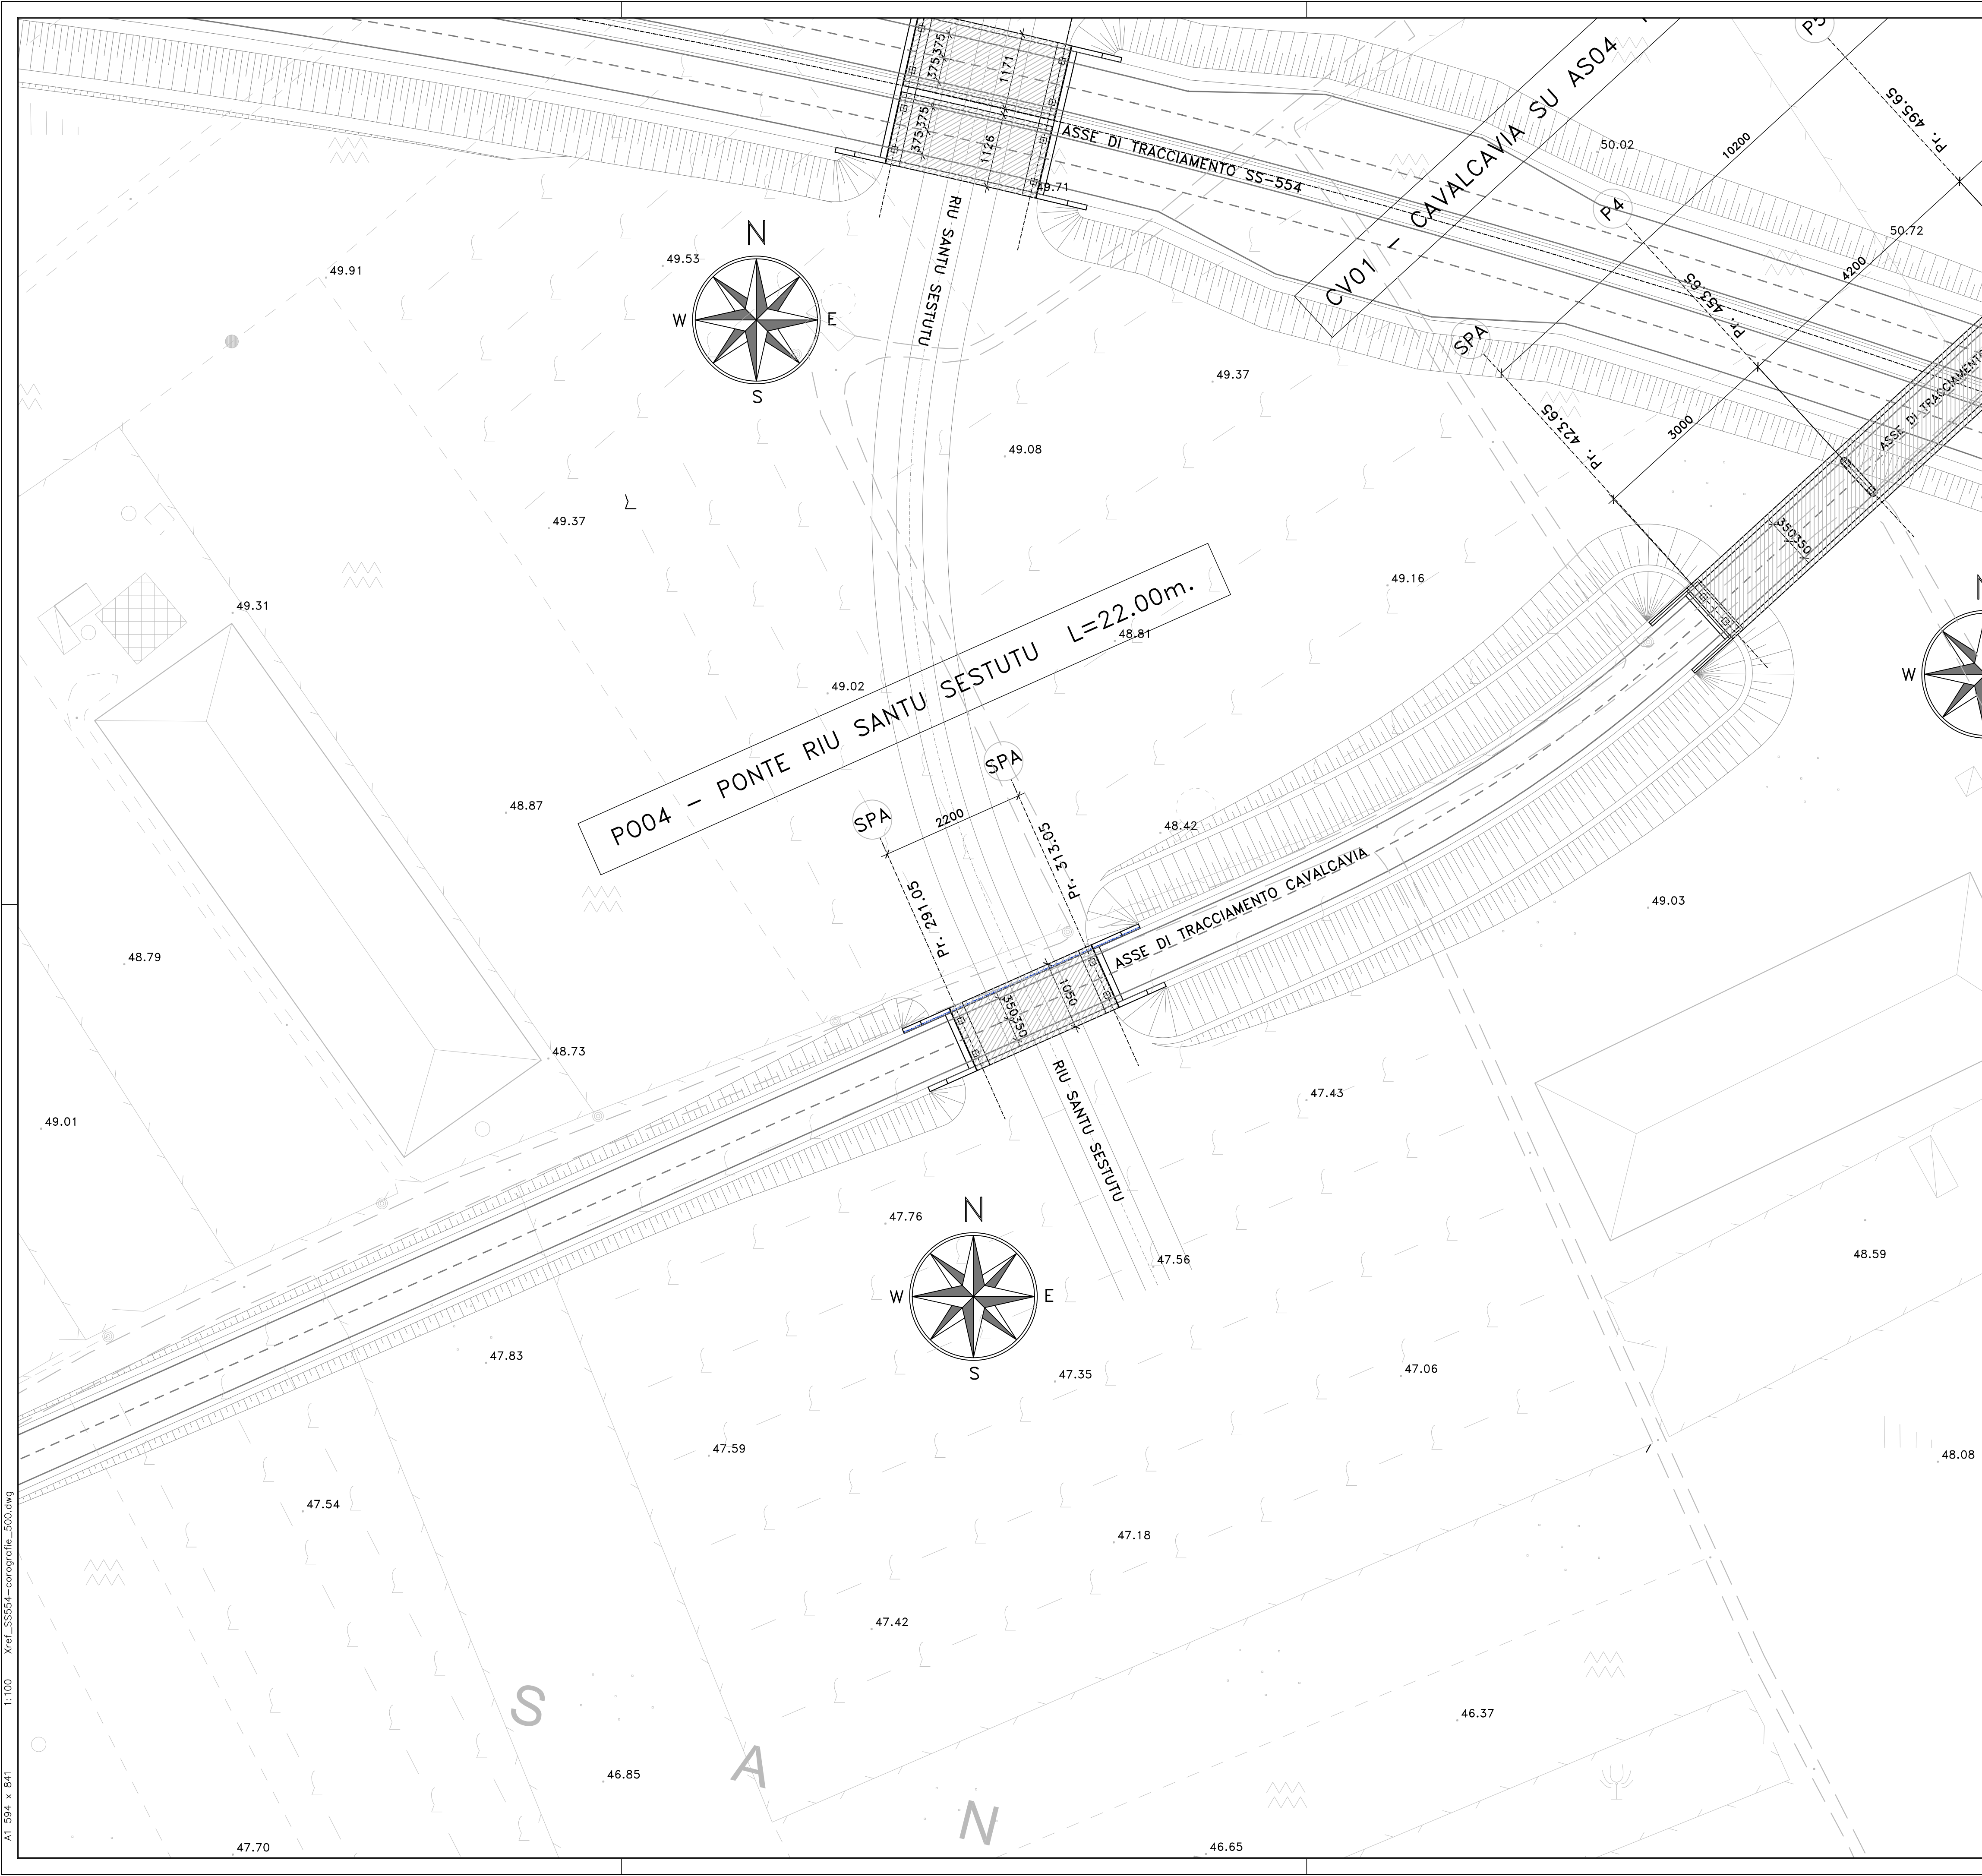 375
375
1171
375
375
1126
ASSE DI TRACCIAMENTO SS-554
49.71
RIU SANTU SESTUTU
CV01 - CAVALCAVIA SU AS04
P5
Pr. 495.65
10200
50.02
P4
50.72
4200
Pr. 453.65
SPA
3000
Pr. 423.65
ASSE DI TRACCIAMENTO
350
350
N
W
E
S
49.91
49.53
49.37
49.08
49.37
49.16
49.31
48.81
49.02
PO04 - PONTE RIU SANTU SESTUTU L=22.00m.
N
W
SPA
SPA
2200
Pr. 291.05
Pr. 313.05
48.87
48.42
ASSE DI TRACCIAMENTO CAVALCAVIA
49.03
48.79
350
350
1050
48.73
RIU SANTU SESTUTU
47.43
49.01
47.76
N
W
E
S
47.56
48.59
47.83
47.35
47.06
47.59
48.08
47.54
47.18
47.42
S
A
N
46.37
46.85
47.70
46.65
A1 594 x 841
1:100
Xref_SS554-corografie_500.dwg